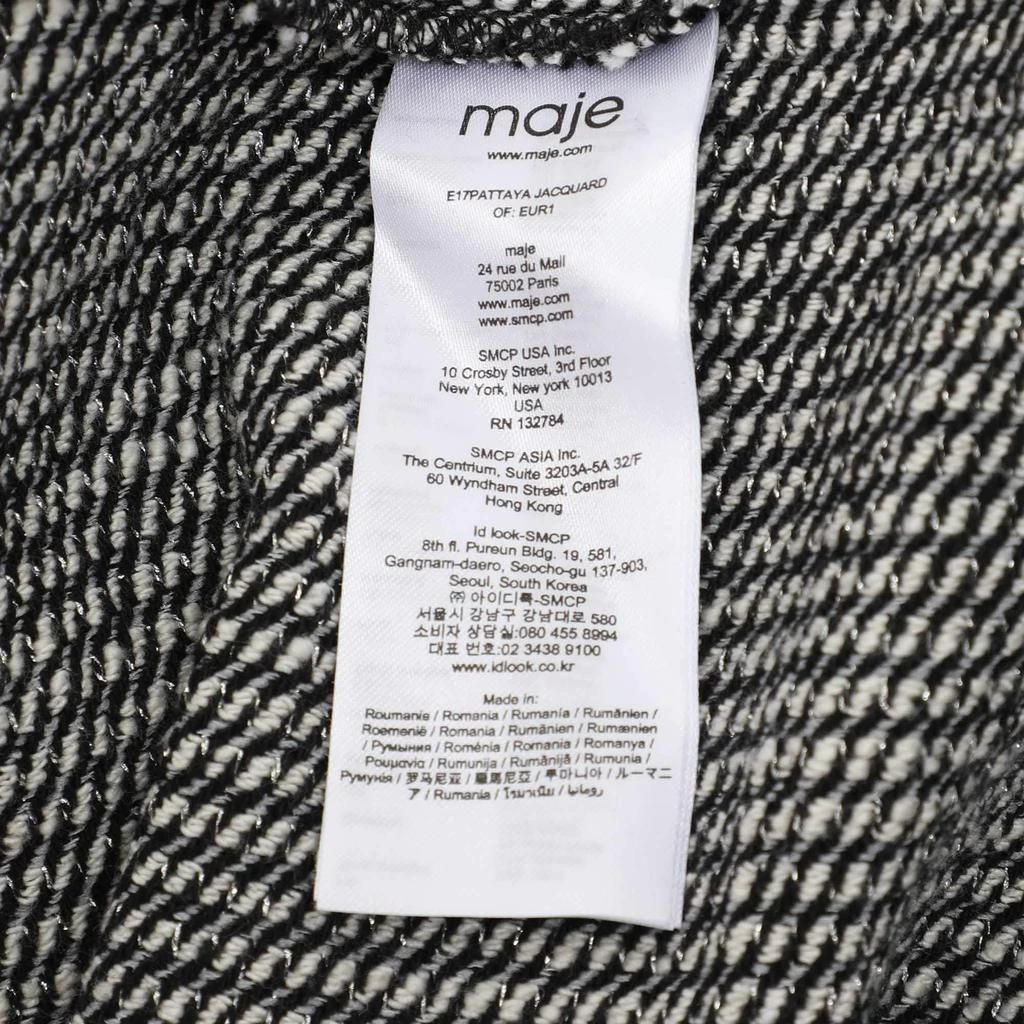 maje
www.maje.com
E17PATTAYA JACQUARD
OF: EUR1
maje
24 rue du Mail
75002 Paris
www.maje.com
www.smcp.com
SMCP USA Inc.
10 Crosby Street, 3rd Floor
New York, New york 10013
USA
RN 132784
SMCP ASIA Inc.
The Centrium, Suite 3203A-5A 32/F
60 Wyndham Street, Central
Hong Kong
Id look-SMCP
8th fl. Pureun Bldg. 19, 581,
Gangnam-daero, Seocho-gu 137-903,
Seoul, South Korea
㈜ 아이디룩-SMCP
서울시 강남구 강남대로 580
소비자 상담실:080 455 8994
대표 번호:02 3438 9100
www.idlook.co.kr
Made in:
Roumanie / Romania / Rumanía / Rumänien /
Roemenië / Romania / Rumänien / Rumænien
/ Румыния / Roménia / Romania / Romanya /
Ρουμανία / Rumunija / Rumānijā / Rumunia /
Румуния / 罗马尼亚 / 羅馬尼亞 / 루마니아 / ルーマニ
ア / Rumania / โรมาเนีย / رومانيا